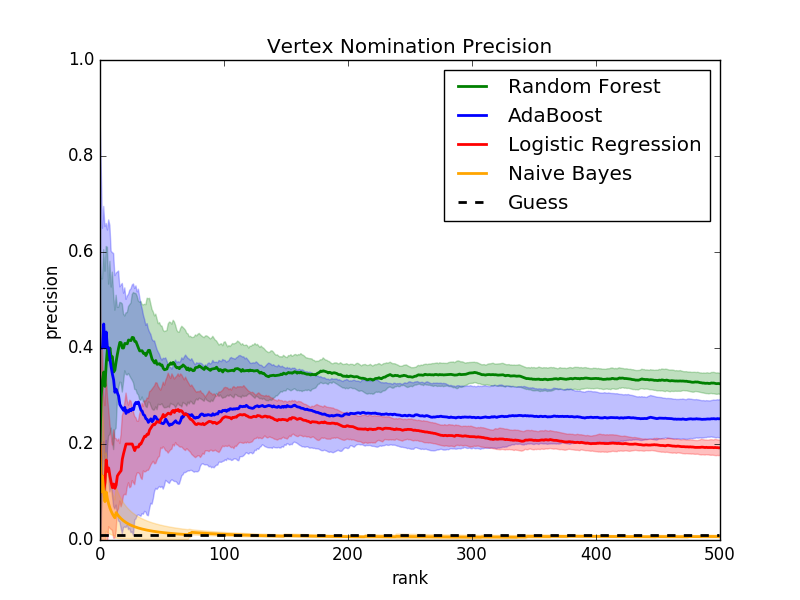 Vertex Nomination Precision
1.0
0.8
0.6
0.4
0.2
0.0
precision
Random Forest
AdaBoost
Logistic Regression
Naive Bayes
Guess
0 100 200 300 400 500
rank